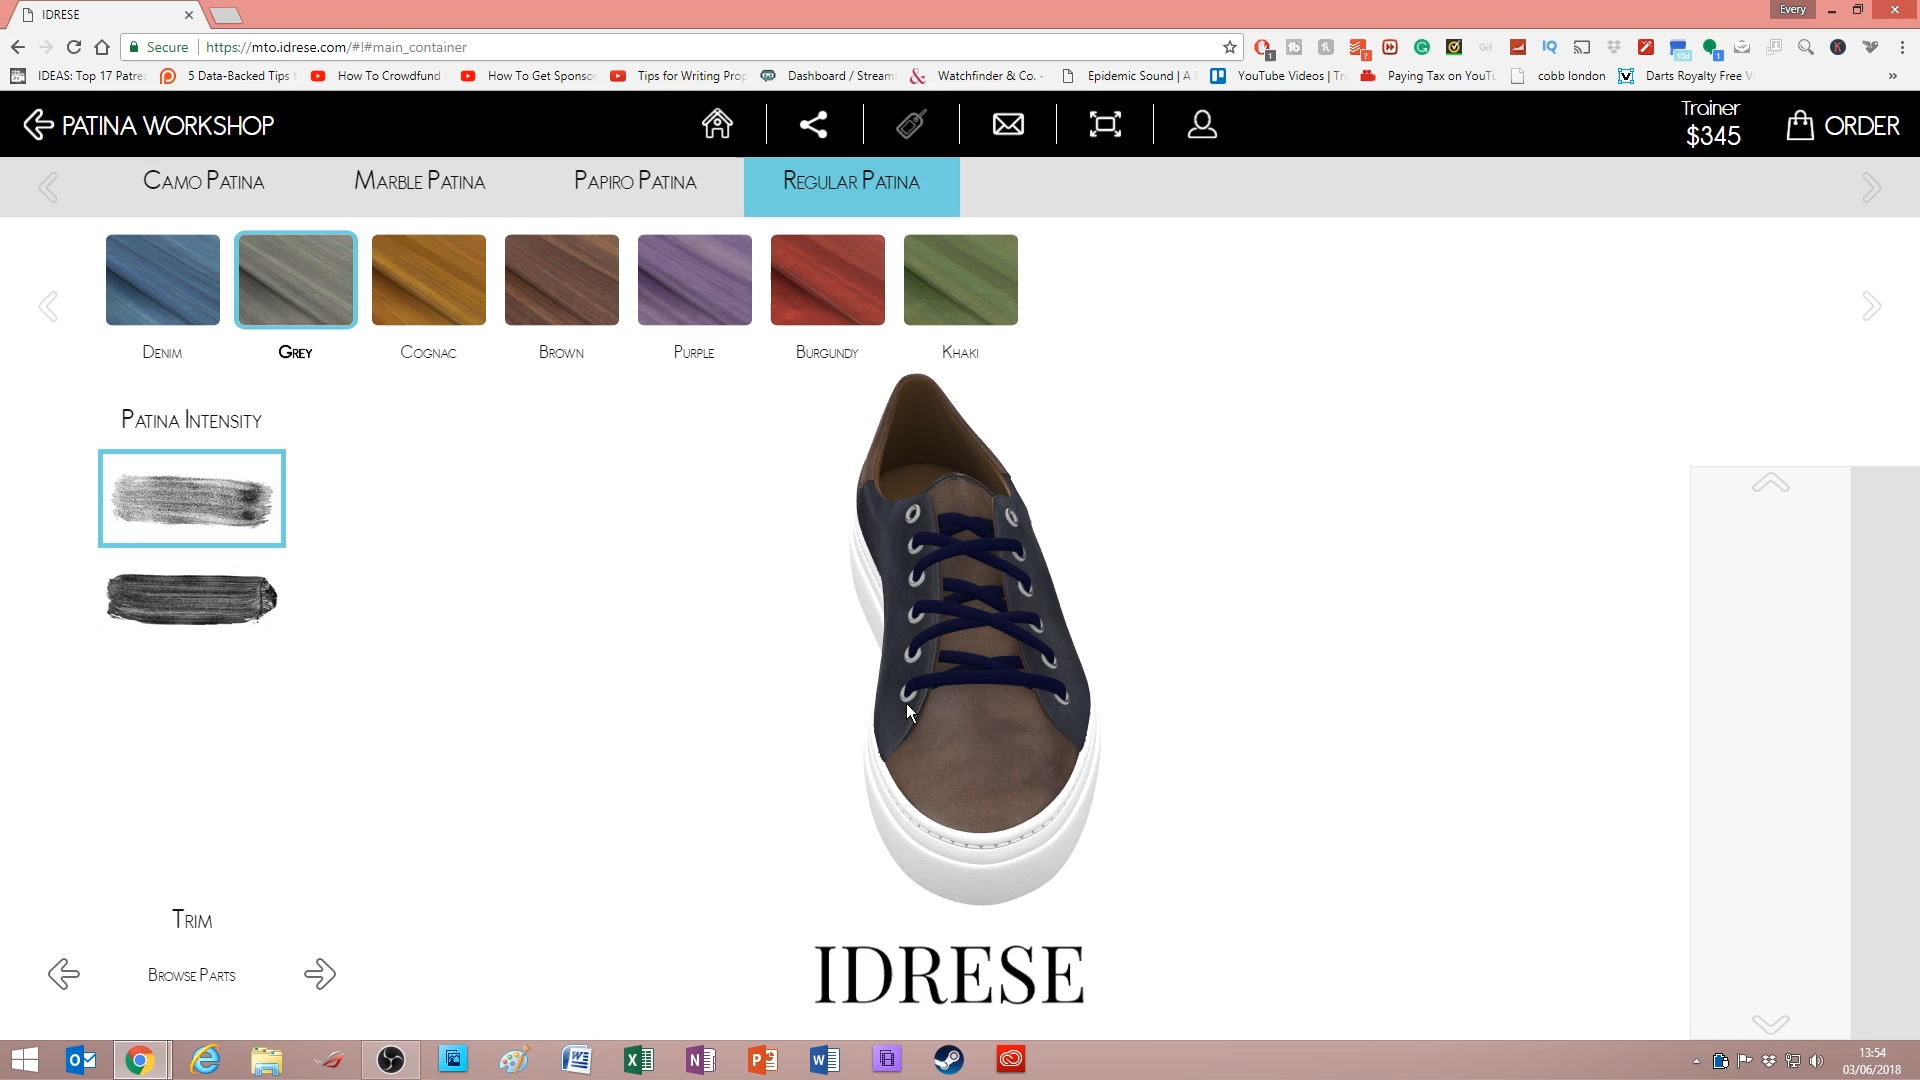 IDRESE
Every
Secure https://mto.idrese.com/#!#main_container
IDEAS: Top 17 Patre 5 Data-Backed Tips How To Crowdfund How To Get Sponso Tips for Writing Pro Dashboard / Stream Watchfinder & Co. - Epidemic Sound | A YouTube Videos | Tr Paying Tax on YouTu cobb london Darts Royalty Free V »
PATINA WORKSHOP
Trainer
$345
ORDER
CAMO PATINA MARBLE PATINA PAPIRO PATINA REGULAR PATINA
DENIM GREY COGNAC BROWN PURPLE BURGUNDY KHAKI
PATINA INTENSITY
TRIM
BROWSE PARTS
IDRESE
13:54
03/06/2018